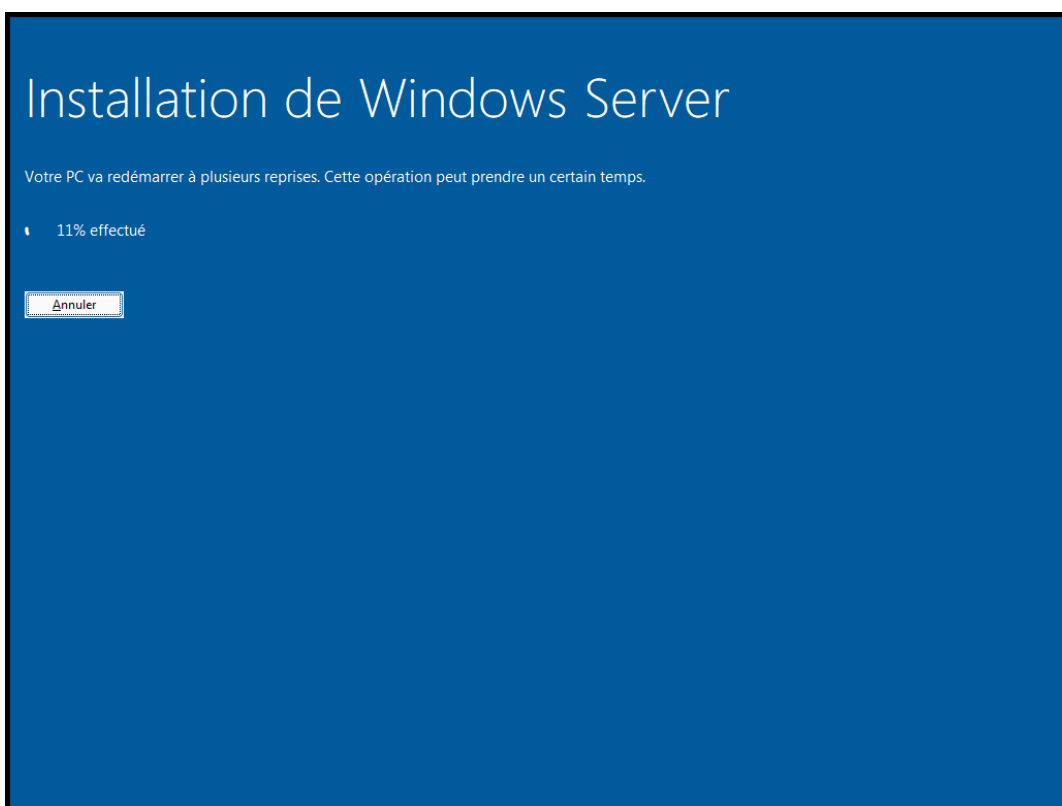 Installation de Windows Server
Votre PC va redémarrer à plusieurs reprises. Cette opération peut prendre un certain temps.
11% effectué
Annuler